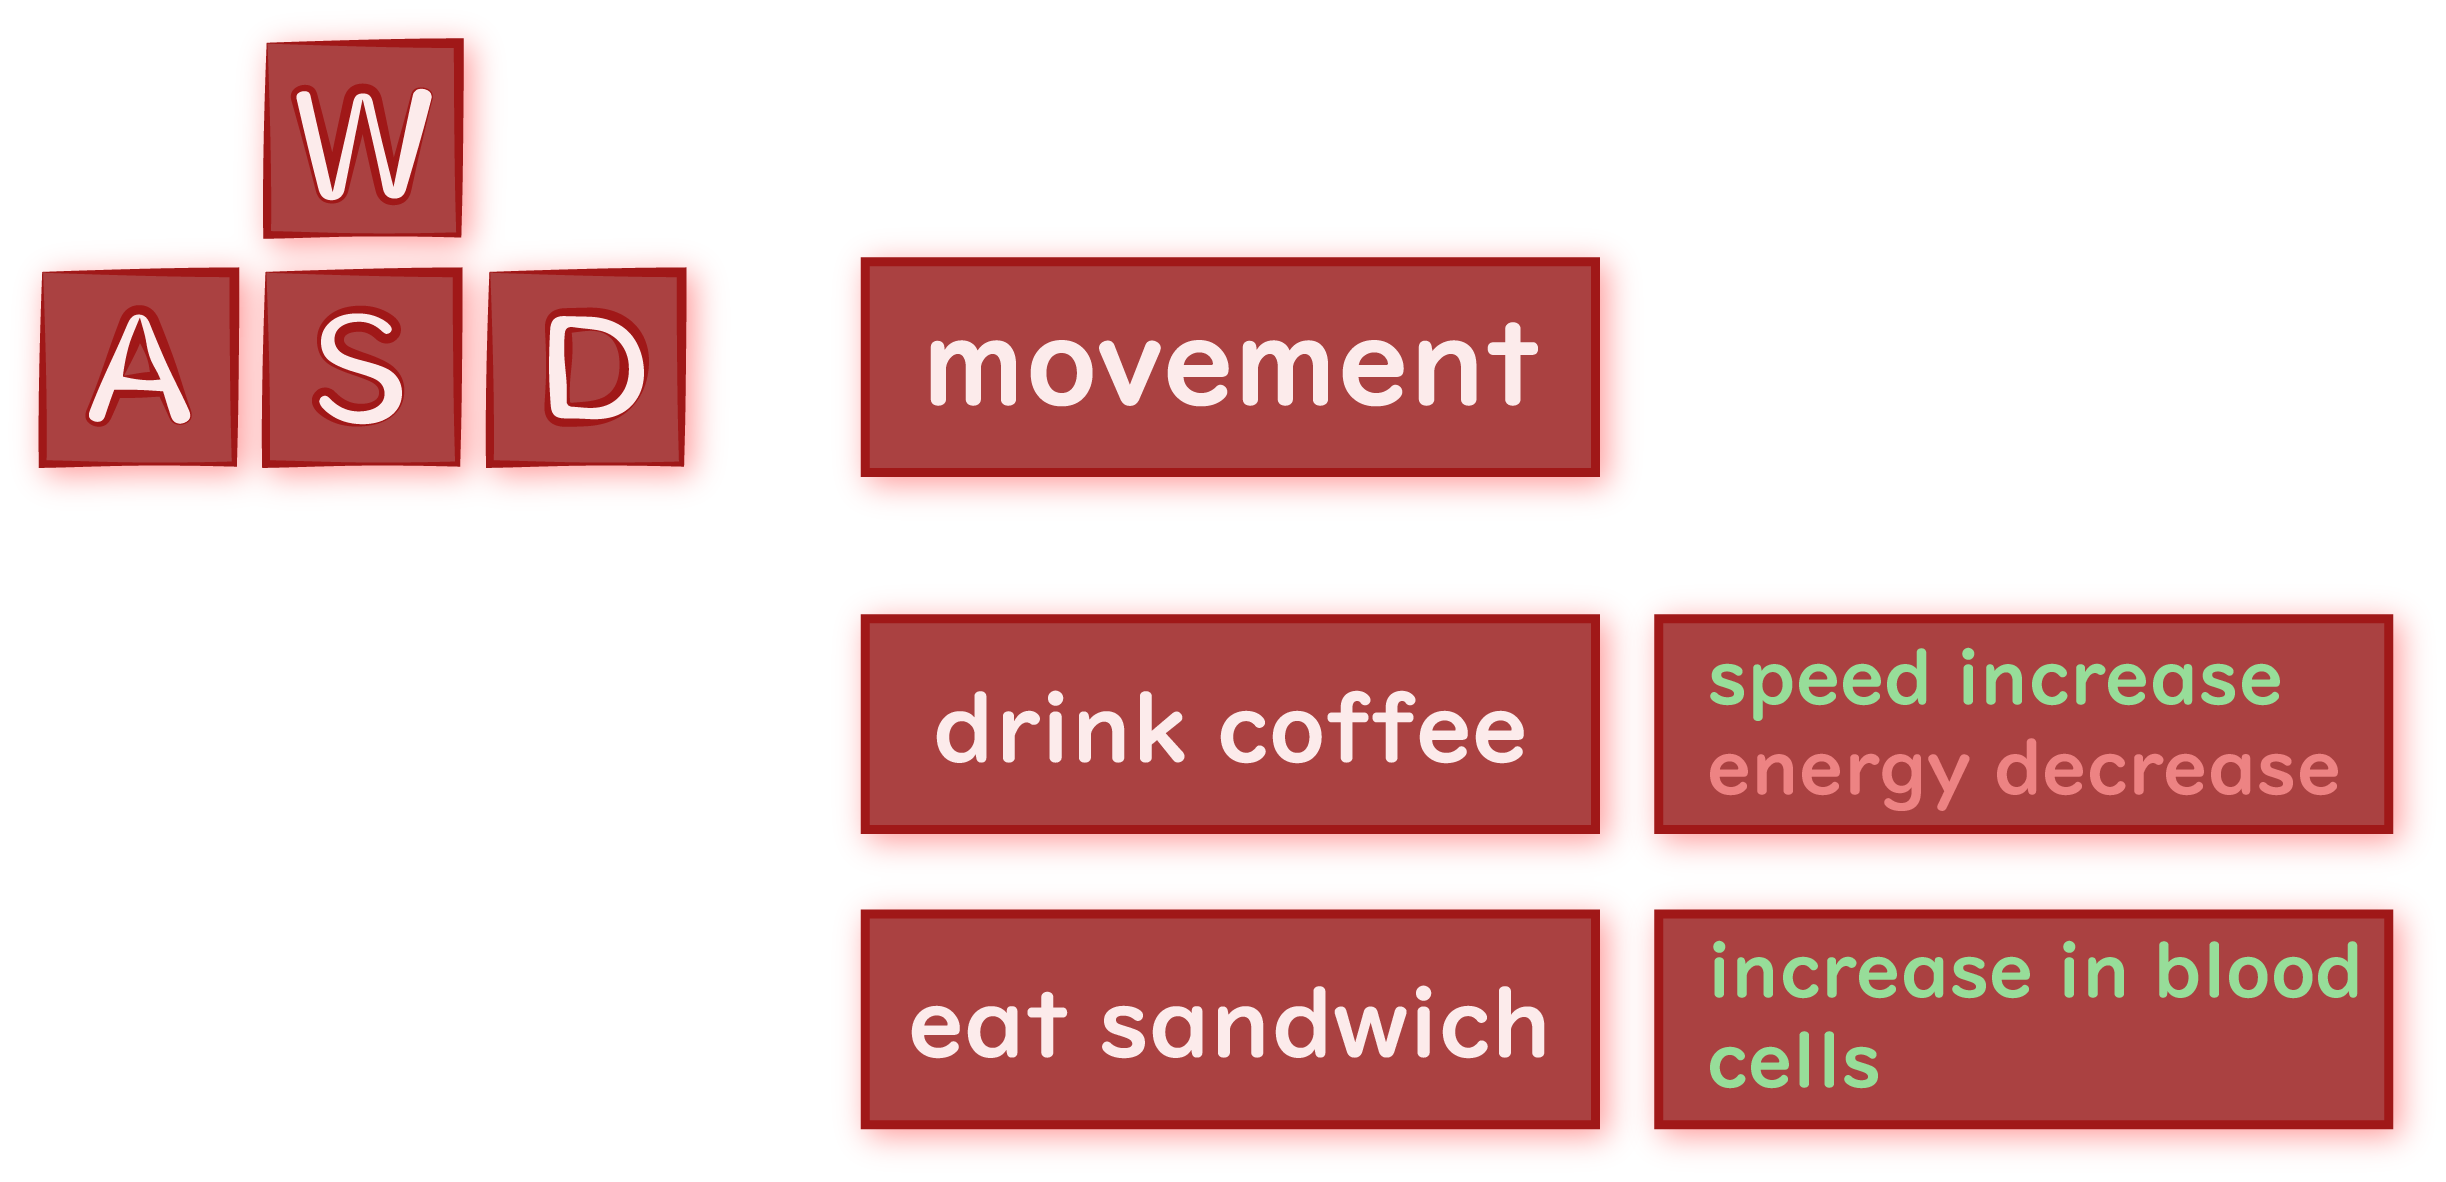 W
A S D
movement
drink coffee
speed increase
energy decrease
eat sandwich
increase in blood
cells